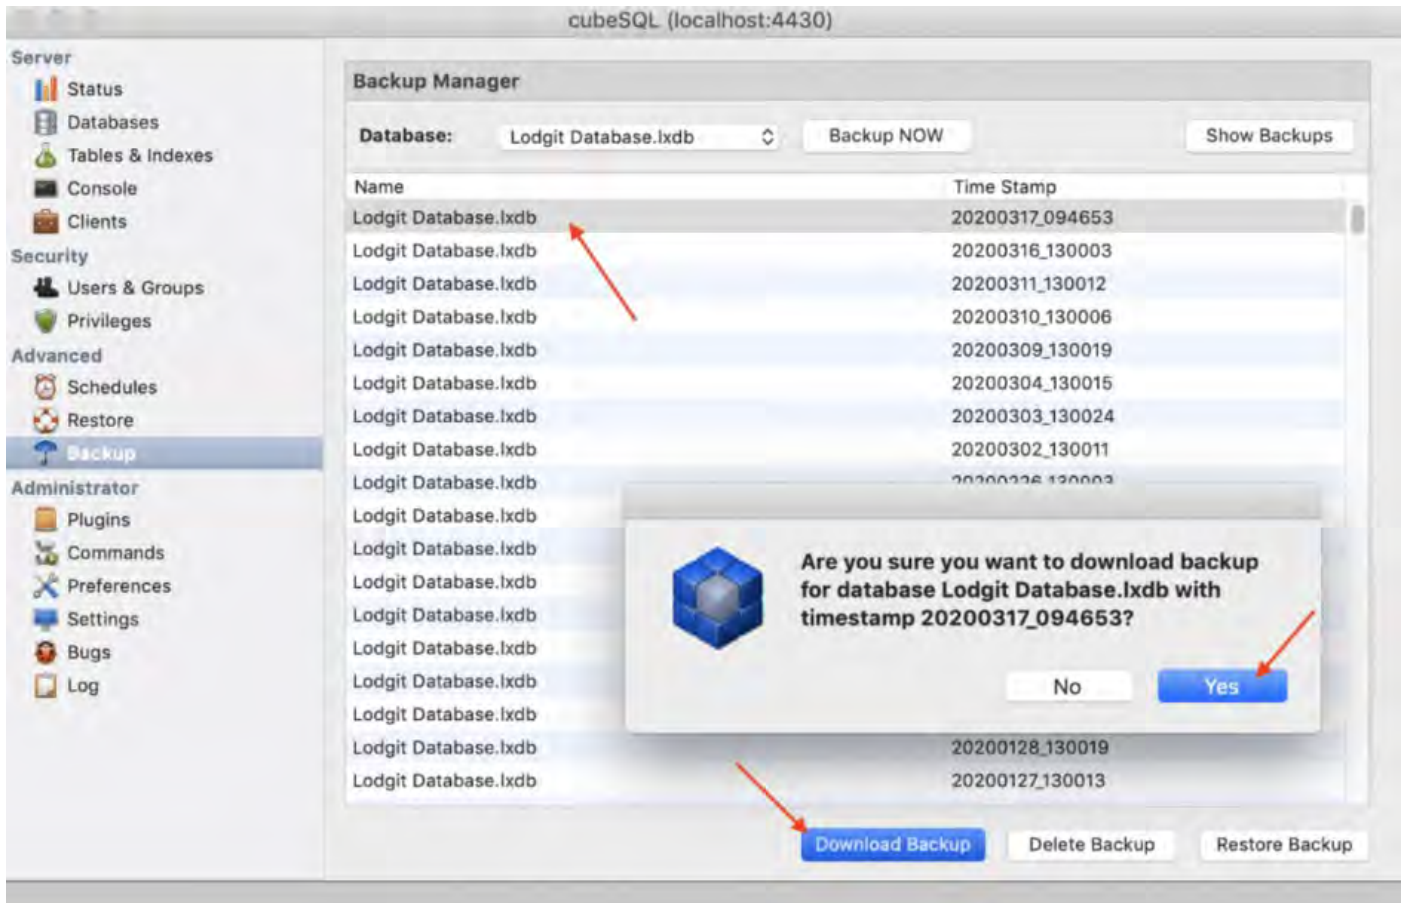 cubeSQL (localhost:4430)
Server
Status
Databases
Tables & Indexes
Console
Clients
Security
Users & Groups
Privileges
Advanced
Schedules
Restore
Backup
Administrator
Plugins
Commands
Preferences
Settings
Bugs
Log
Backup Manager
Database: Lodgit Database.lxdb Backup NOW Show Backups
Name Time Stamp
Lodgit Database.lxdb 20200317_094653
Lodgit Database.lxdb 20200316_130003
Lodgit Database.lxdb 20200311_130012
Lodgit Database.lxdb 20200310_130006
Lodgit Database.lxdb 20200309_130019
Lodgit Database.lxdb 20200304_130015
Lodgit Database.lxdb 20200303_130024
Lodgit Database.lxdb 20200302_130011
Lodgit Database.lxdb
Lodgit Database.lxdb
Lodgit Database.lxdb
Lodgit Database.lxdb
Lodgit Database.lxdb
Lodgit Database.lxdb
Lodgit Database.lxdb
Lodgit Database.lxdb
Lodgit Database.lxdb 20200128_130019
Lodgit Database.lxdb 20200127_130013
Are you sure you want to download backup
for database Lodgit Database.lxdb with
timestamp 20200317_094653?
No Yes
Download Backup Delete Backup Restore Backup